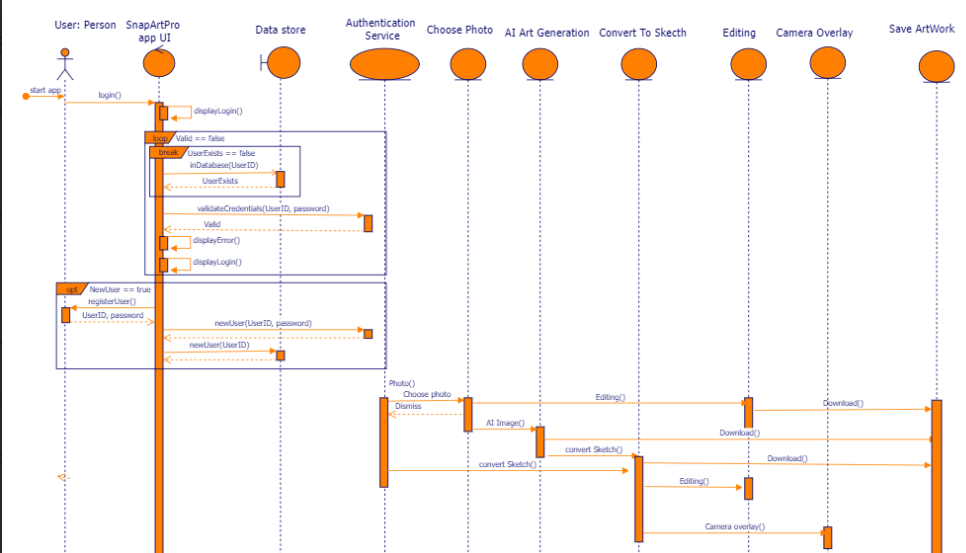 User: Person
SnapArtPro
app UI
Data store
Authentication
Service
Choose Photo
AI Art Generation
Convert To Skecth
Editing
Camera Overlay
Save ArtWork
start app
login()
displayLogin()
loop Valid == false
break UserExists == false
inDatabase(UserID)
UserExists
validateCredentials(UserID, password)
Valid
displayError()
displayLogin()
opt NewUser == true
registerUser()
UserID, password
newUser(UserID, password)
newUser(UserID)
Photo()
Choose photo
Editing()
Download()
Dismiss
AI Image()
Download()
convert Sketch()
Download()
convert Sketch()
Editing()
Camera overlay()